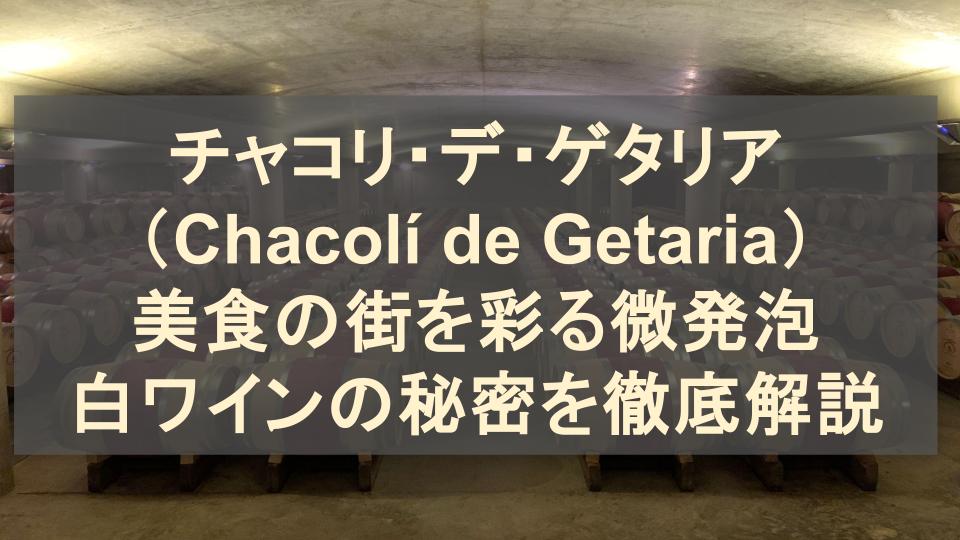 チャコリ・デ・ゲタリア
（Chacolí de Getaria）
美食の街を彩る微発泡
白ワインの秘密を徹底解説